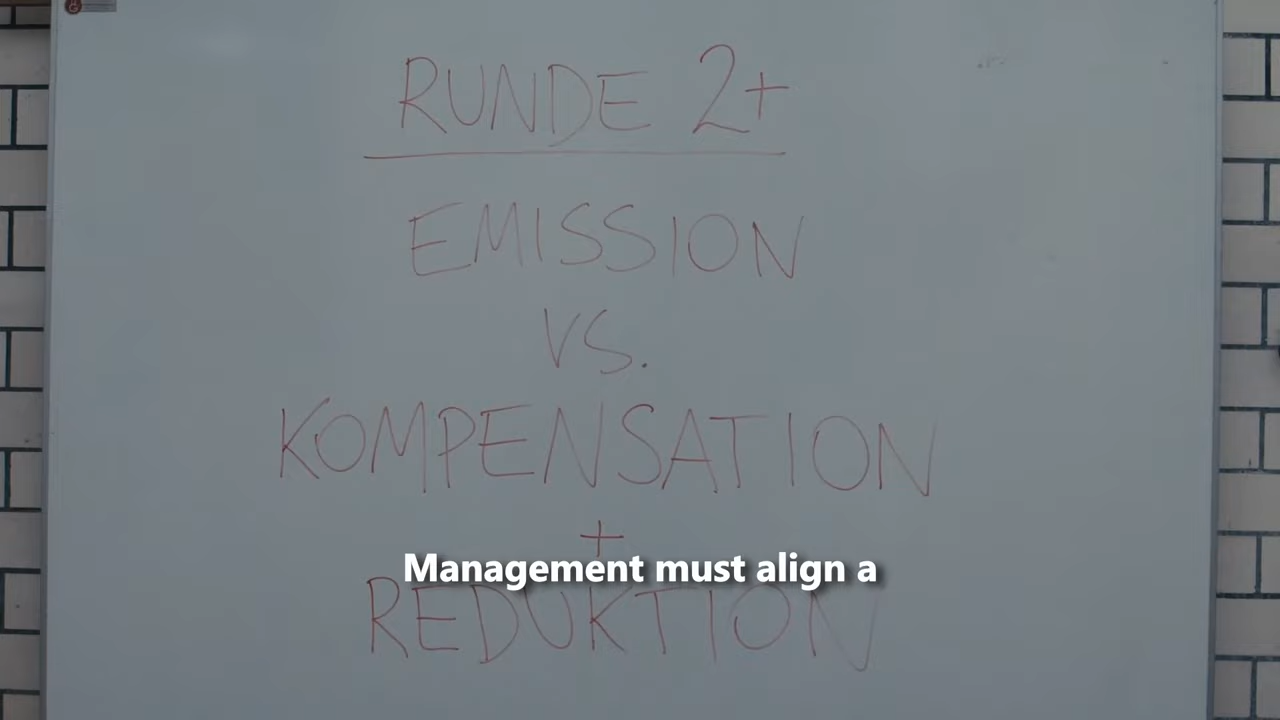 RUNDE 2+
EMISSION
VS.
KOMPENSATION
+
Management must align a
REDUKTION